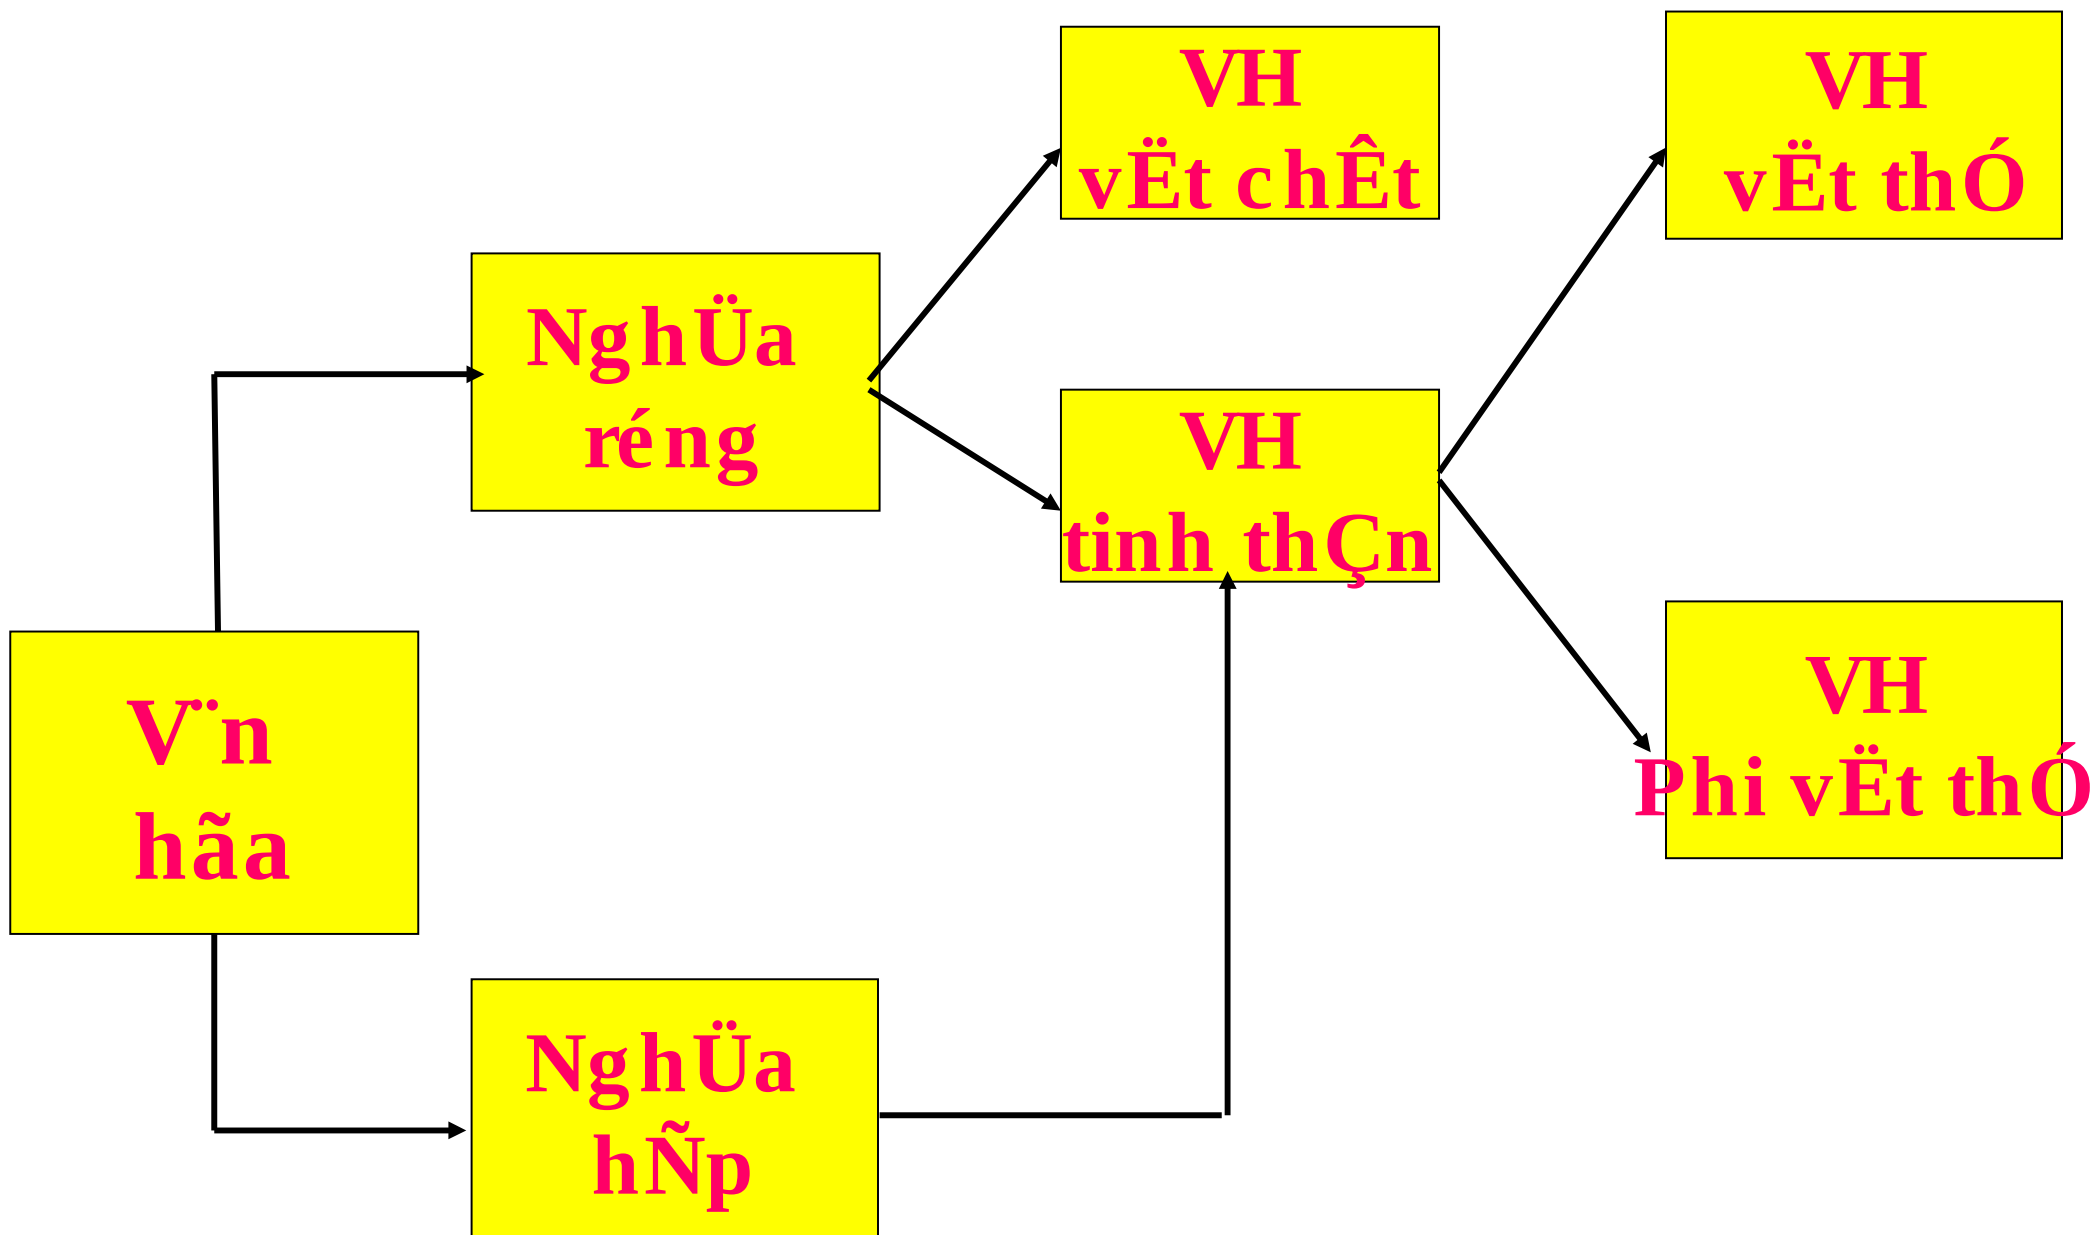 VH
vËt chÊt
VH
vËt thÓ
NghÜa
réng
VH
tinh thÇn
V¨n
hãa
VH
Phi vËt thÓ
NghÜa
hÑp